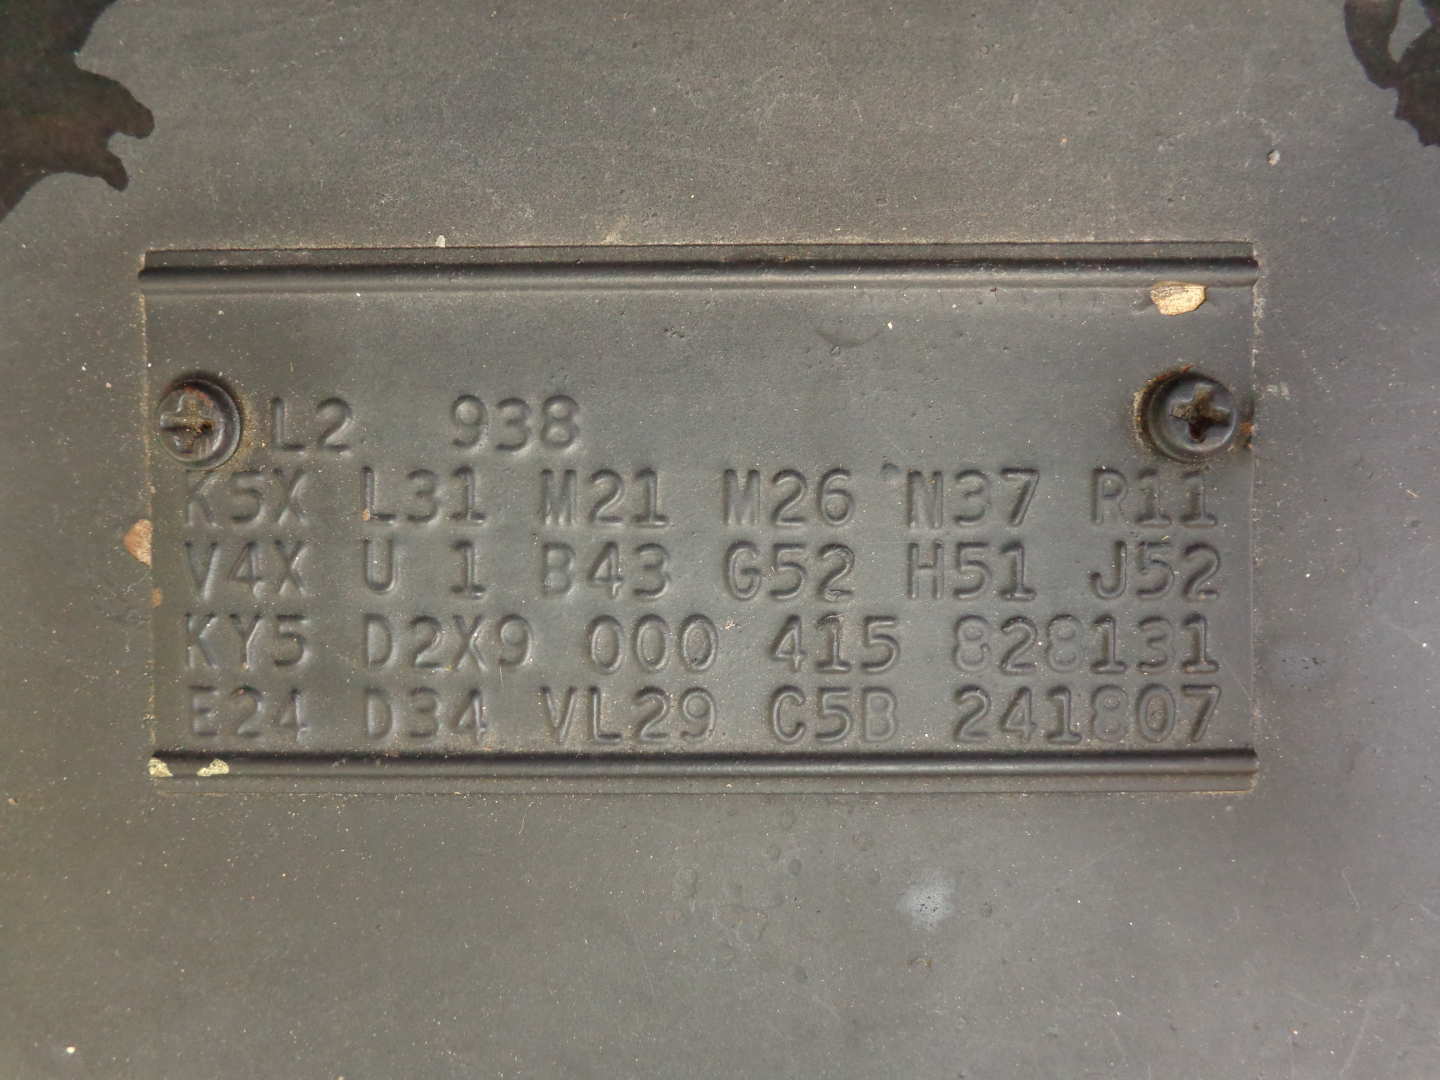 L2 938
K5X L31 M21 M26 N37 R11
V4X U 1 B43 G52 H51 J52
KY5 D2X9 000 415 828131
E24 D34 VL29 C5B 241807